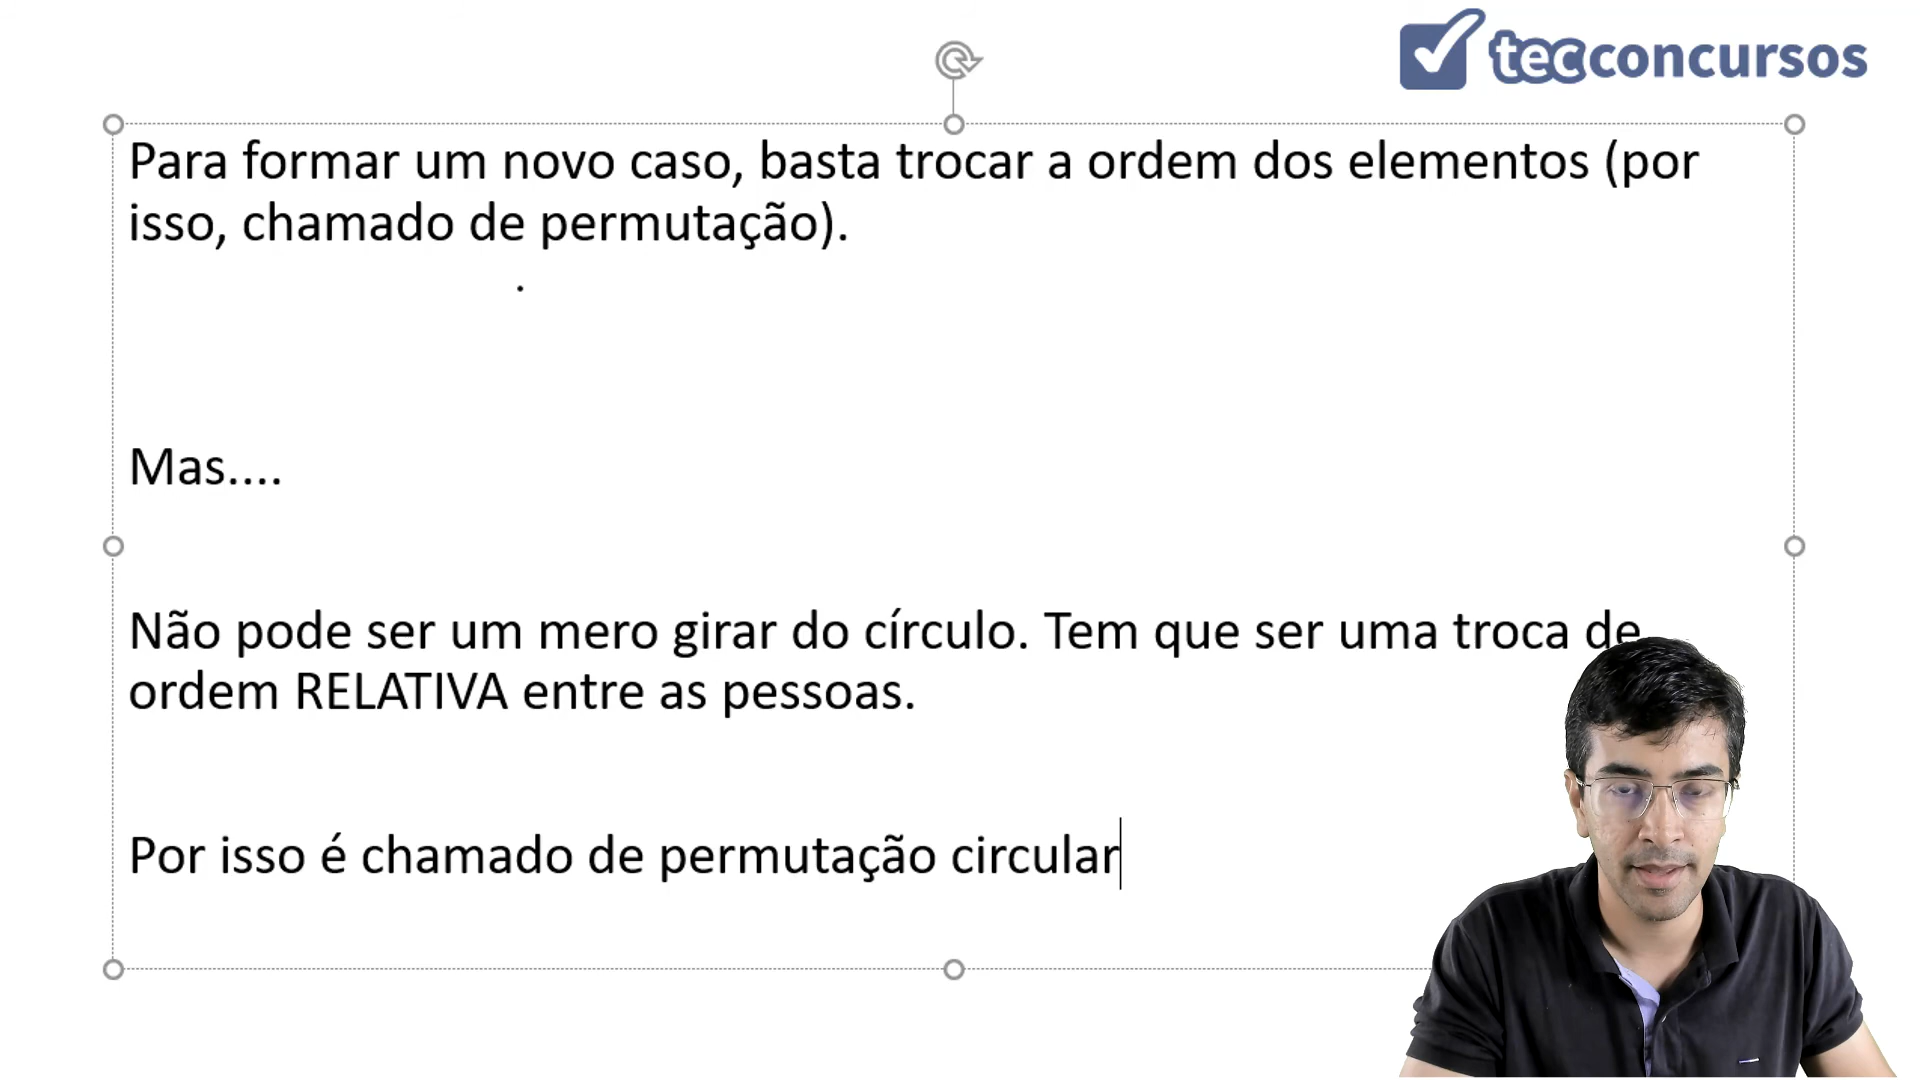 tecconcursos
Para formar um novo caso, basta trocar a ordem dos elementos (por
isso, chamado de permutação).
Mas....
Não pode ser um mero girar do círculo. Tem que ser uma troca de
ordem RELATIVA entre as pessoas.
Por isso é chamado de permutação circular